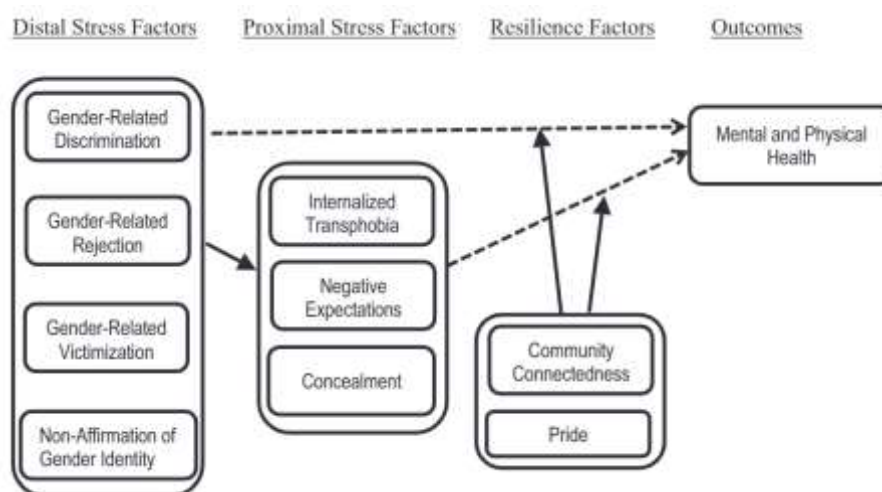 Distal Stress Factors
Proximal Stress Factors
Resilience Factors
Outcomes
Gender-Related
Discrimination
Gender-Related
Rejection
Gender-Related
Victimization
Non-Affirmation of
Gender Identity
Internalized
Transphobia
Negative
Expectations
Concealment
Community
Connectedness
Pride
Mental and Physical
Health